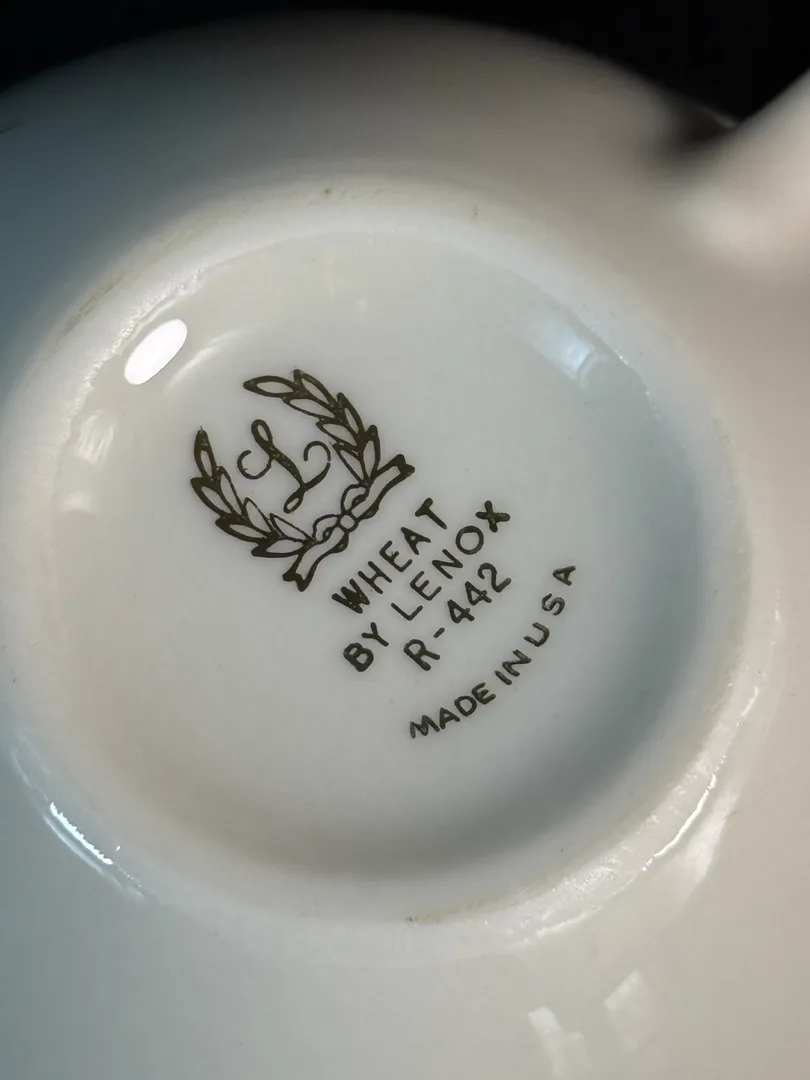 L
WHEAT
BY LENOX
R-442
MADE IN USA